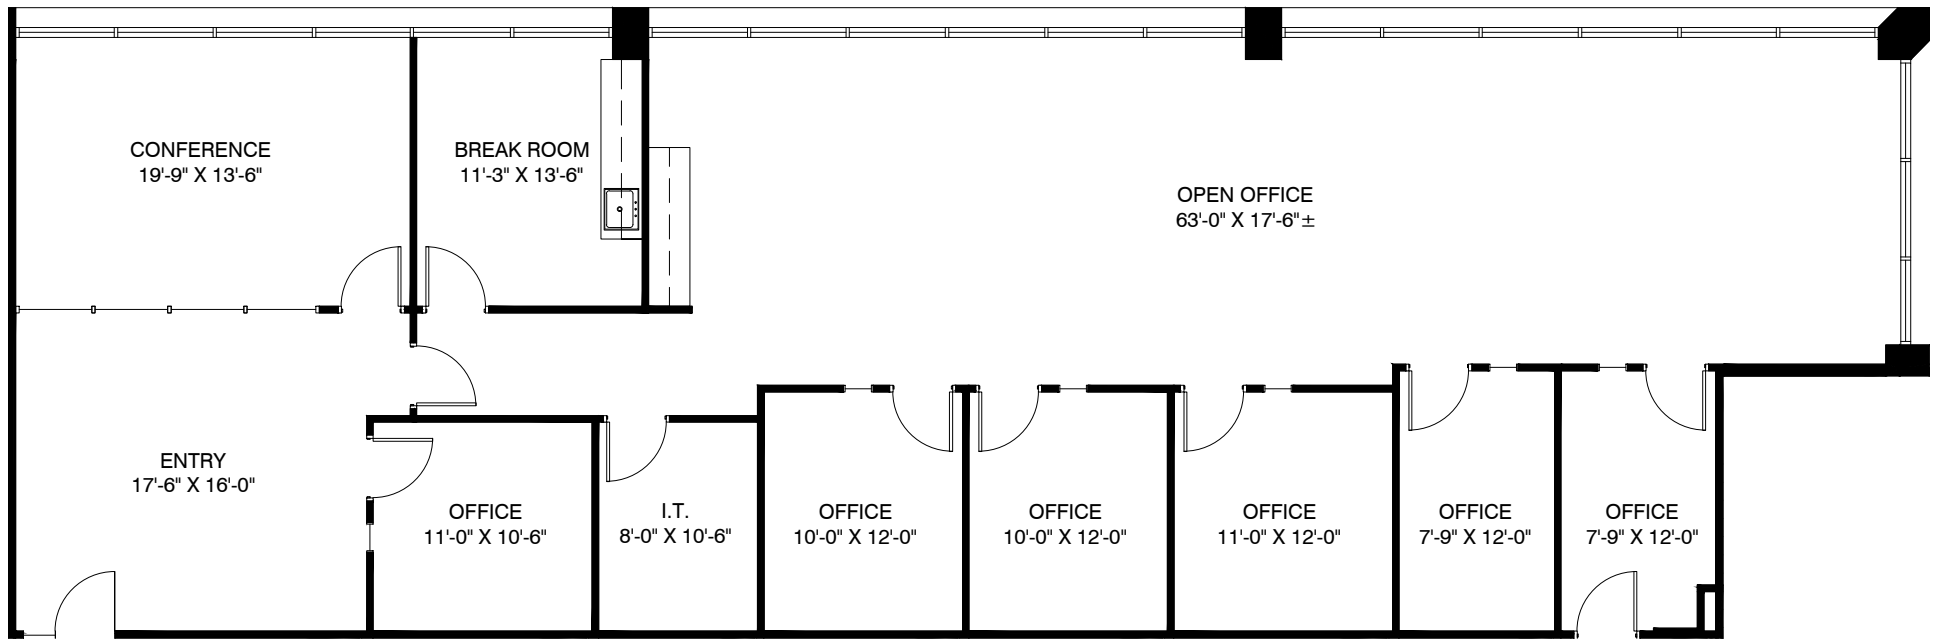 CONFERENCE
19'-9" X 13'-6"
BREAK ROOM
11'-3" X 13'-6"
OPEN OFFICE
63'-0" X 17'-6"±
ENTRY
17'-6" X 16'-0"
OFFICE
11'-0" X 10'-6"
I.T.
8'-0" X 10'-6"
OFFICE
10'-0" X 12'-0"
OFFICE
10'-0" X 12'-0"
OFFICE
11'-0" X 12'-0"
OFFICE
7'-9" X 12'-0"
OFFICE
7'-9" X 12'-0"